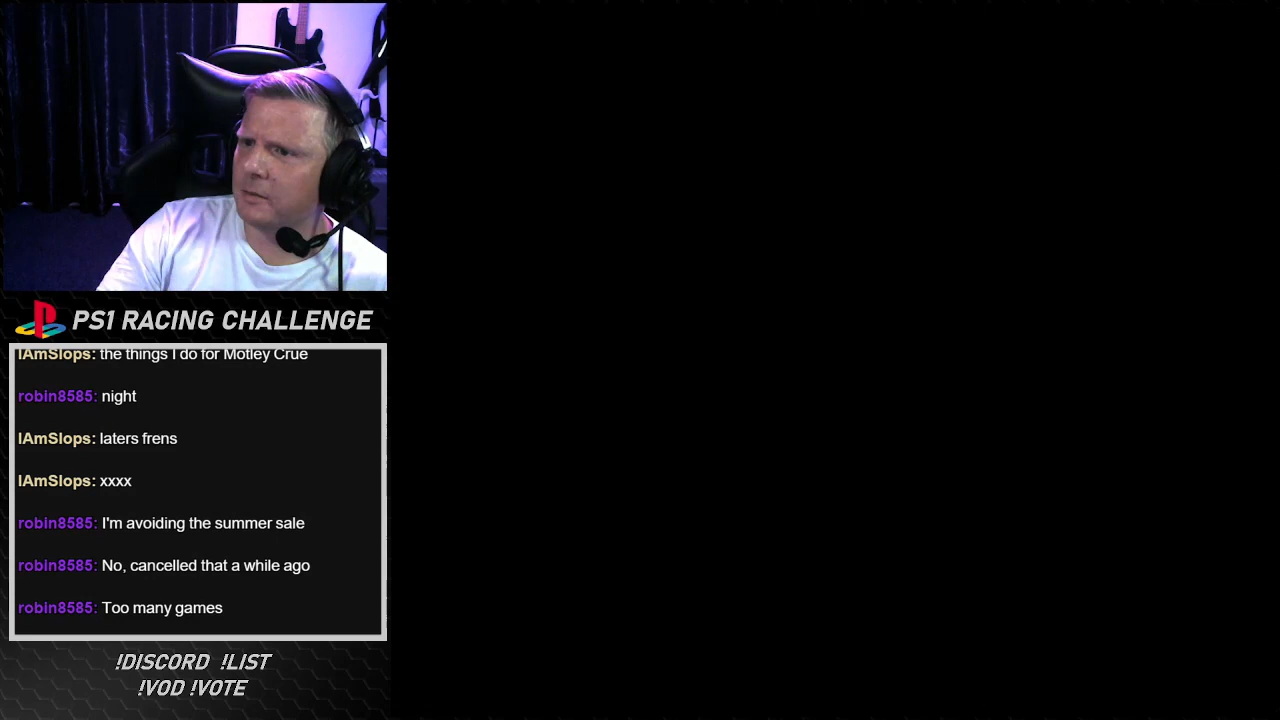 PS1 RACING CHALLENGE
IAmSlops: the things I do for Motley Crue
robin8585: night
IAmSlops: laters frens
IAmSlops: xxxx
robin8585: I'm avoiding the summer sale
robin8585: No, cancelled that a while ago
robin8585: Too many games
!DISCORD !LIST
!VOD !VOTE